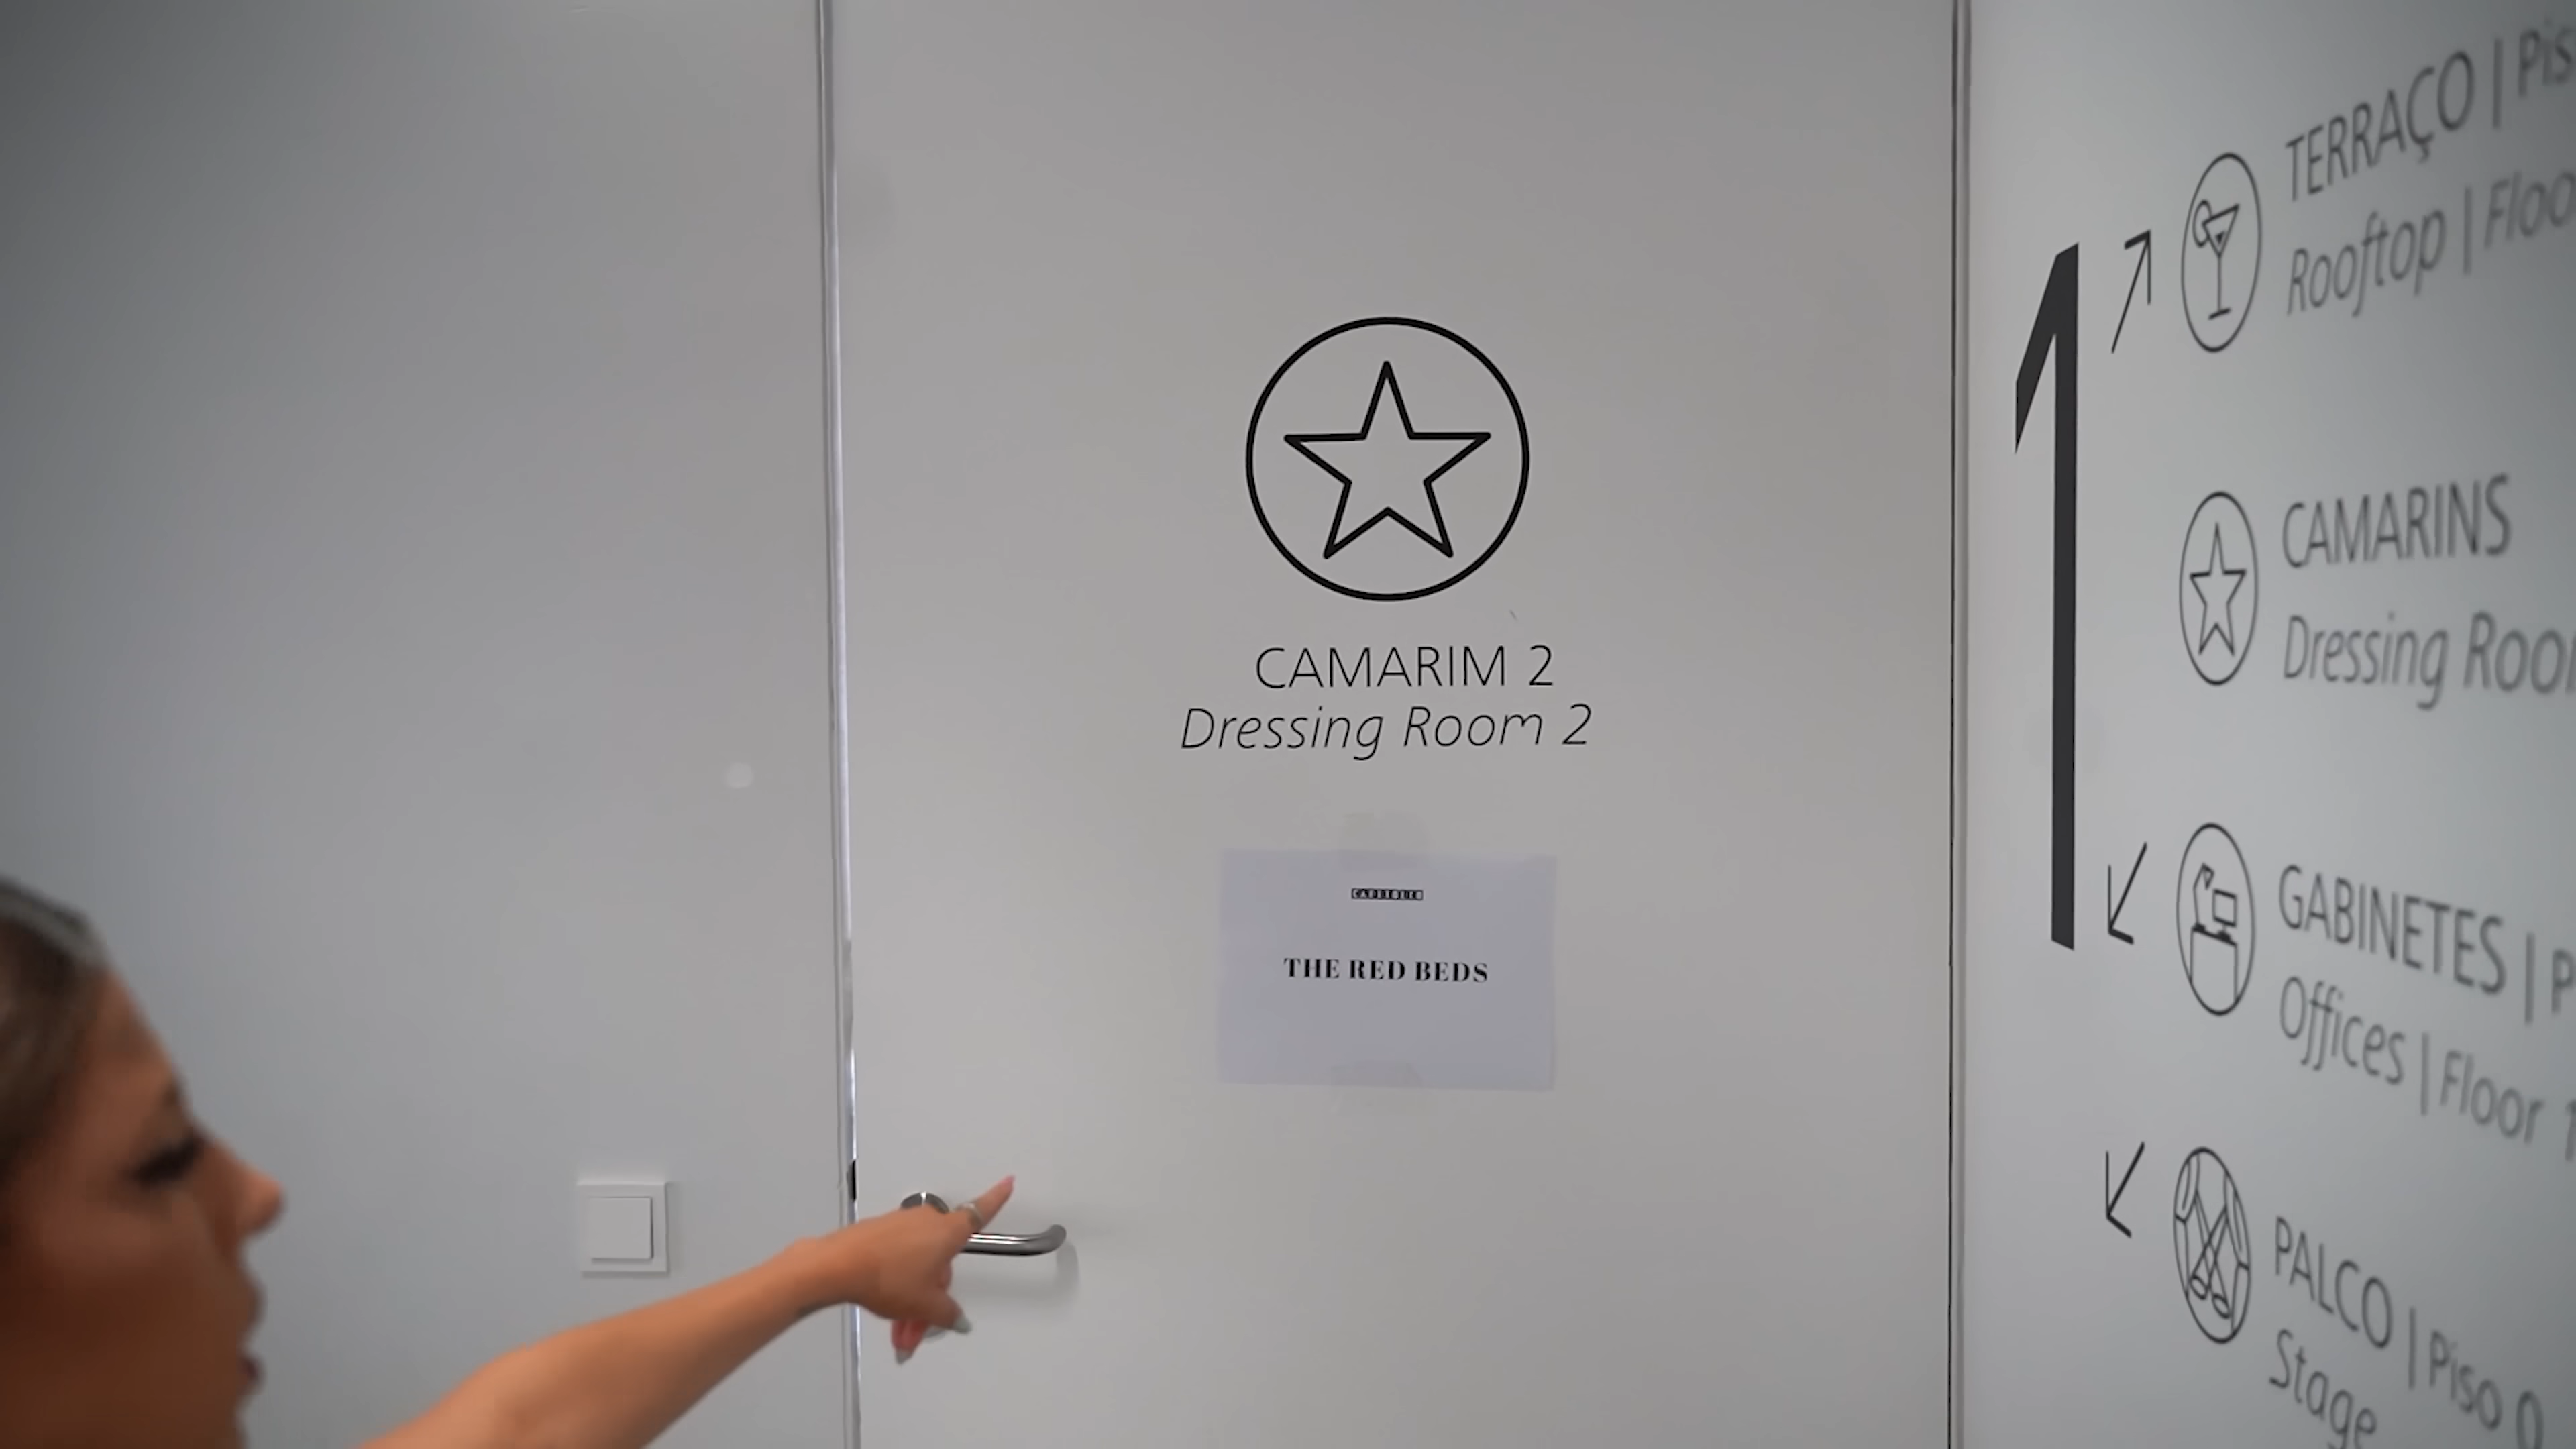 CAMARIM 2
Dressing Room 2
CAPITÓLIO
THE RED BEDS
1
TERRAÇO | Pis
Rooftop | Floo
CAMARINS
Dressing Roo
GABINETES | P
Offices | Floor 1
PALCO | Piso 0
Stage